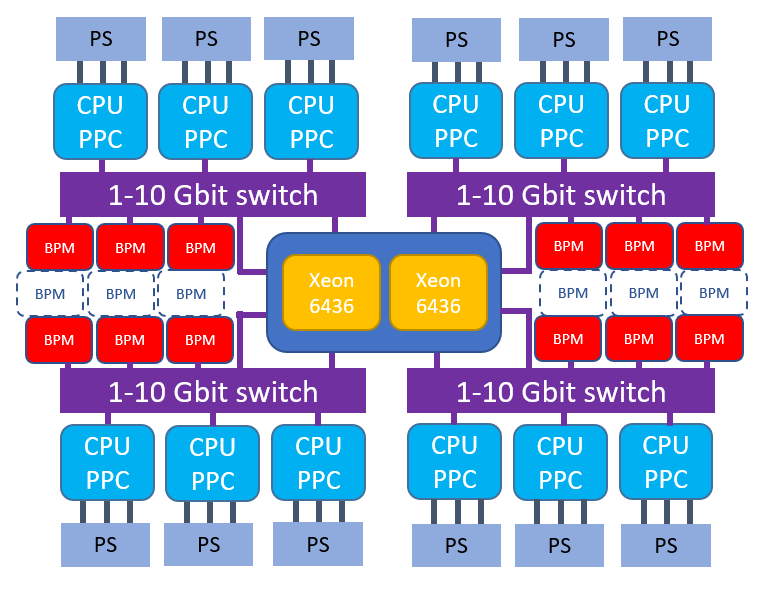 PS PS PS PS PS PS
CPU PPC CPU PPC CPU PPC CPU PPC CPU PPC CPU PPC
1-10 Gbit switch 1-10 Gbit switch
BPM BPM BPM BPM BPM BPM
BPM BPM BPM Xeon 6436 Xeon 6436 BPM BPM BPM
BPM BPM BPM BPM BPM BPM
1-10 Gbit switch 1-10 Gbit switch
CPU PPC CPU PPC CPU PPC CPU PPC CPU PPC CPU PPC
PS PS PS PS PS PS